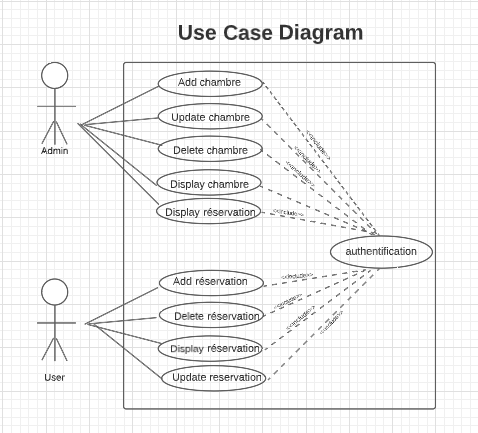 Use Case Diagram
Add chambre
Update chambre
Delete chambre
Display chambre
Display réservation
Admin
<<include>>
<<include>>
<<include>>
<<include>>
authentification
Add réservation
Delete réservation
Display réservation
Update reservation
User
<<include>>
<<include>>
<<include>>
<<include>>